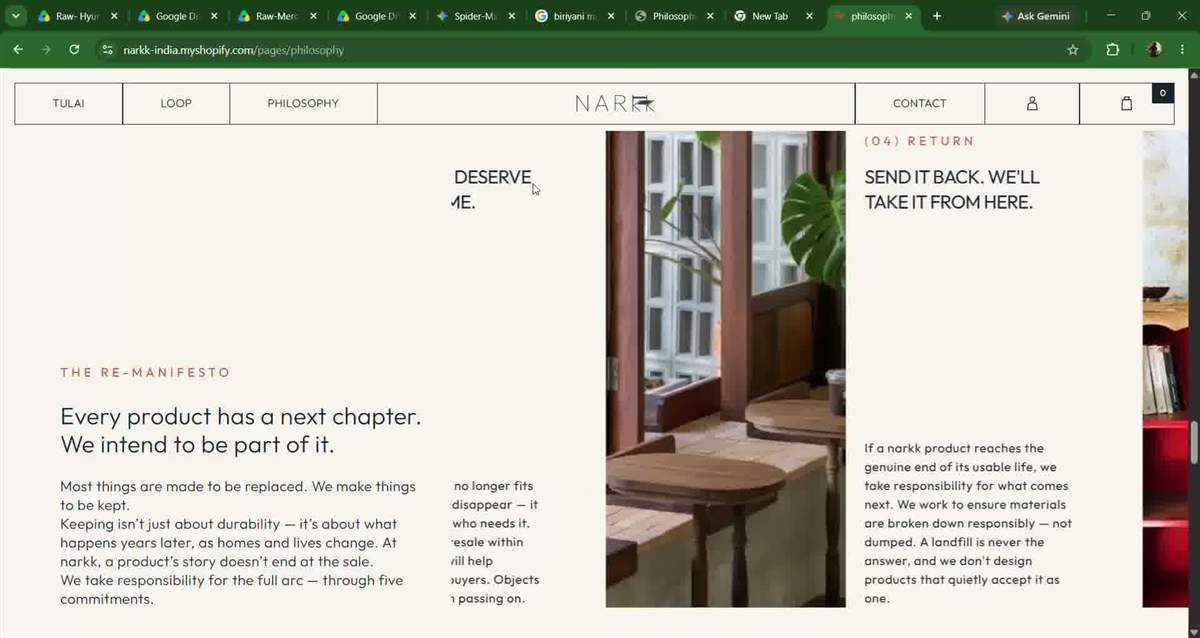 Raw- Hyun
Google Dr
Raw-Merc
Google Dr
Spider-Ma
biriyani m
Philosoph
New Tab
philosoph
Ask Gemini
narkk-india.myshopify.com/pages/philosophy
TULAI
LOOP
PHILOSOPHY
NARKK
CONTACT
0
THE RE-MANIFESTO
Every product has a next chapter.
We intend to be part of it.
Most things are made to be replaced. We make things
to be kept.
Keeping isn't just about durability — it's about what
happens years later, as homes and lives change. At
narkk, a product's story doesn't end at the sale.
We take responsibility for the full arc — through five
commitments.
DESERVE
ME.
no longer fits
disappear — it
who needs it.
resale within
will help
buyers. Objects
passing on.
(04) RETURN
SEND IT BACK. WE'LL
TAKE IT FROM HERE.
If a narkk product reaches the
genuine end of its usable life, we
take responsibility for what comes
next. We work to ensure materials
are broken down responsibly — not
dumped. A landfill is never the
answer, and we don't design
products that quietly accept it as
one.